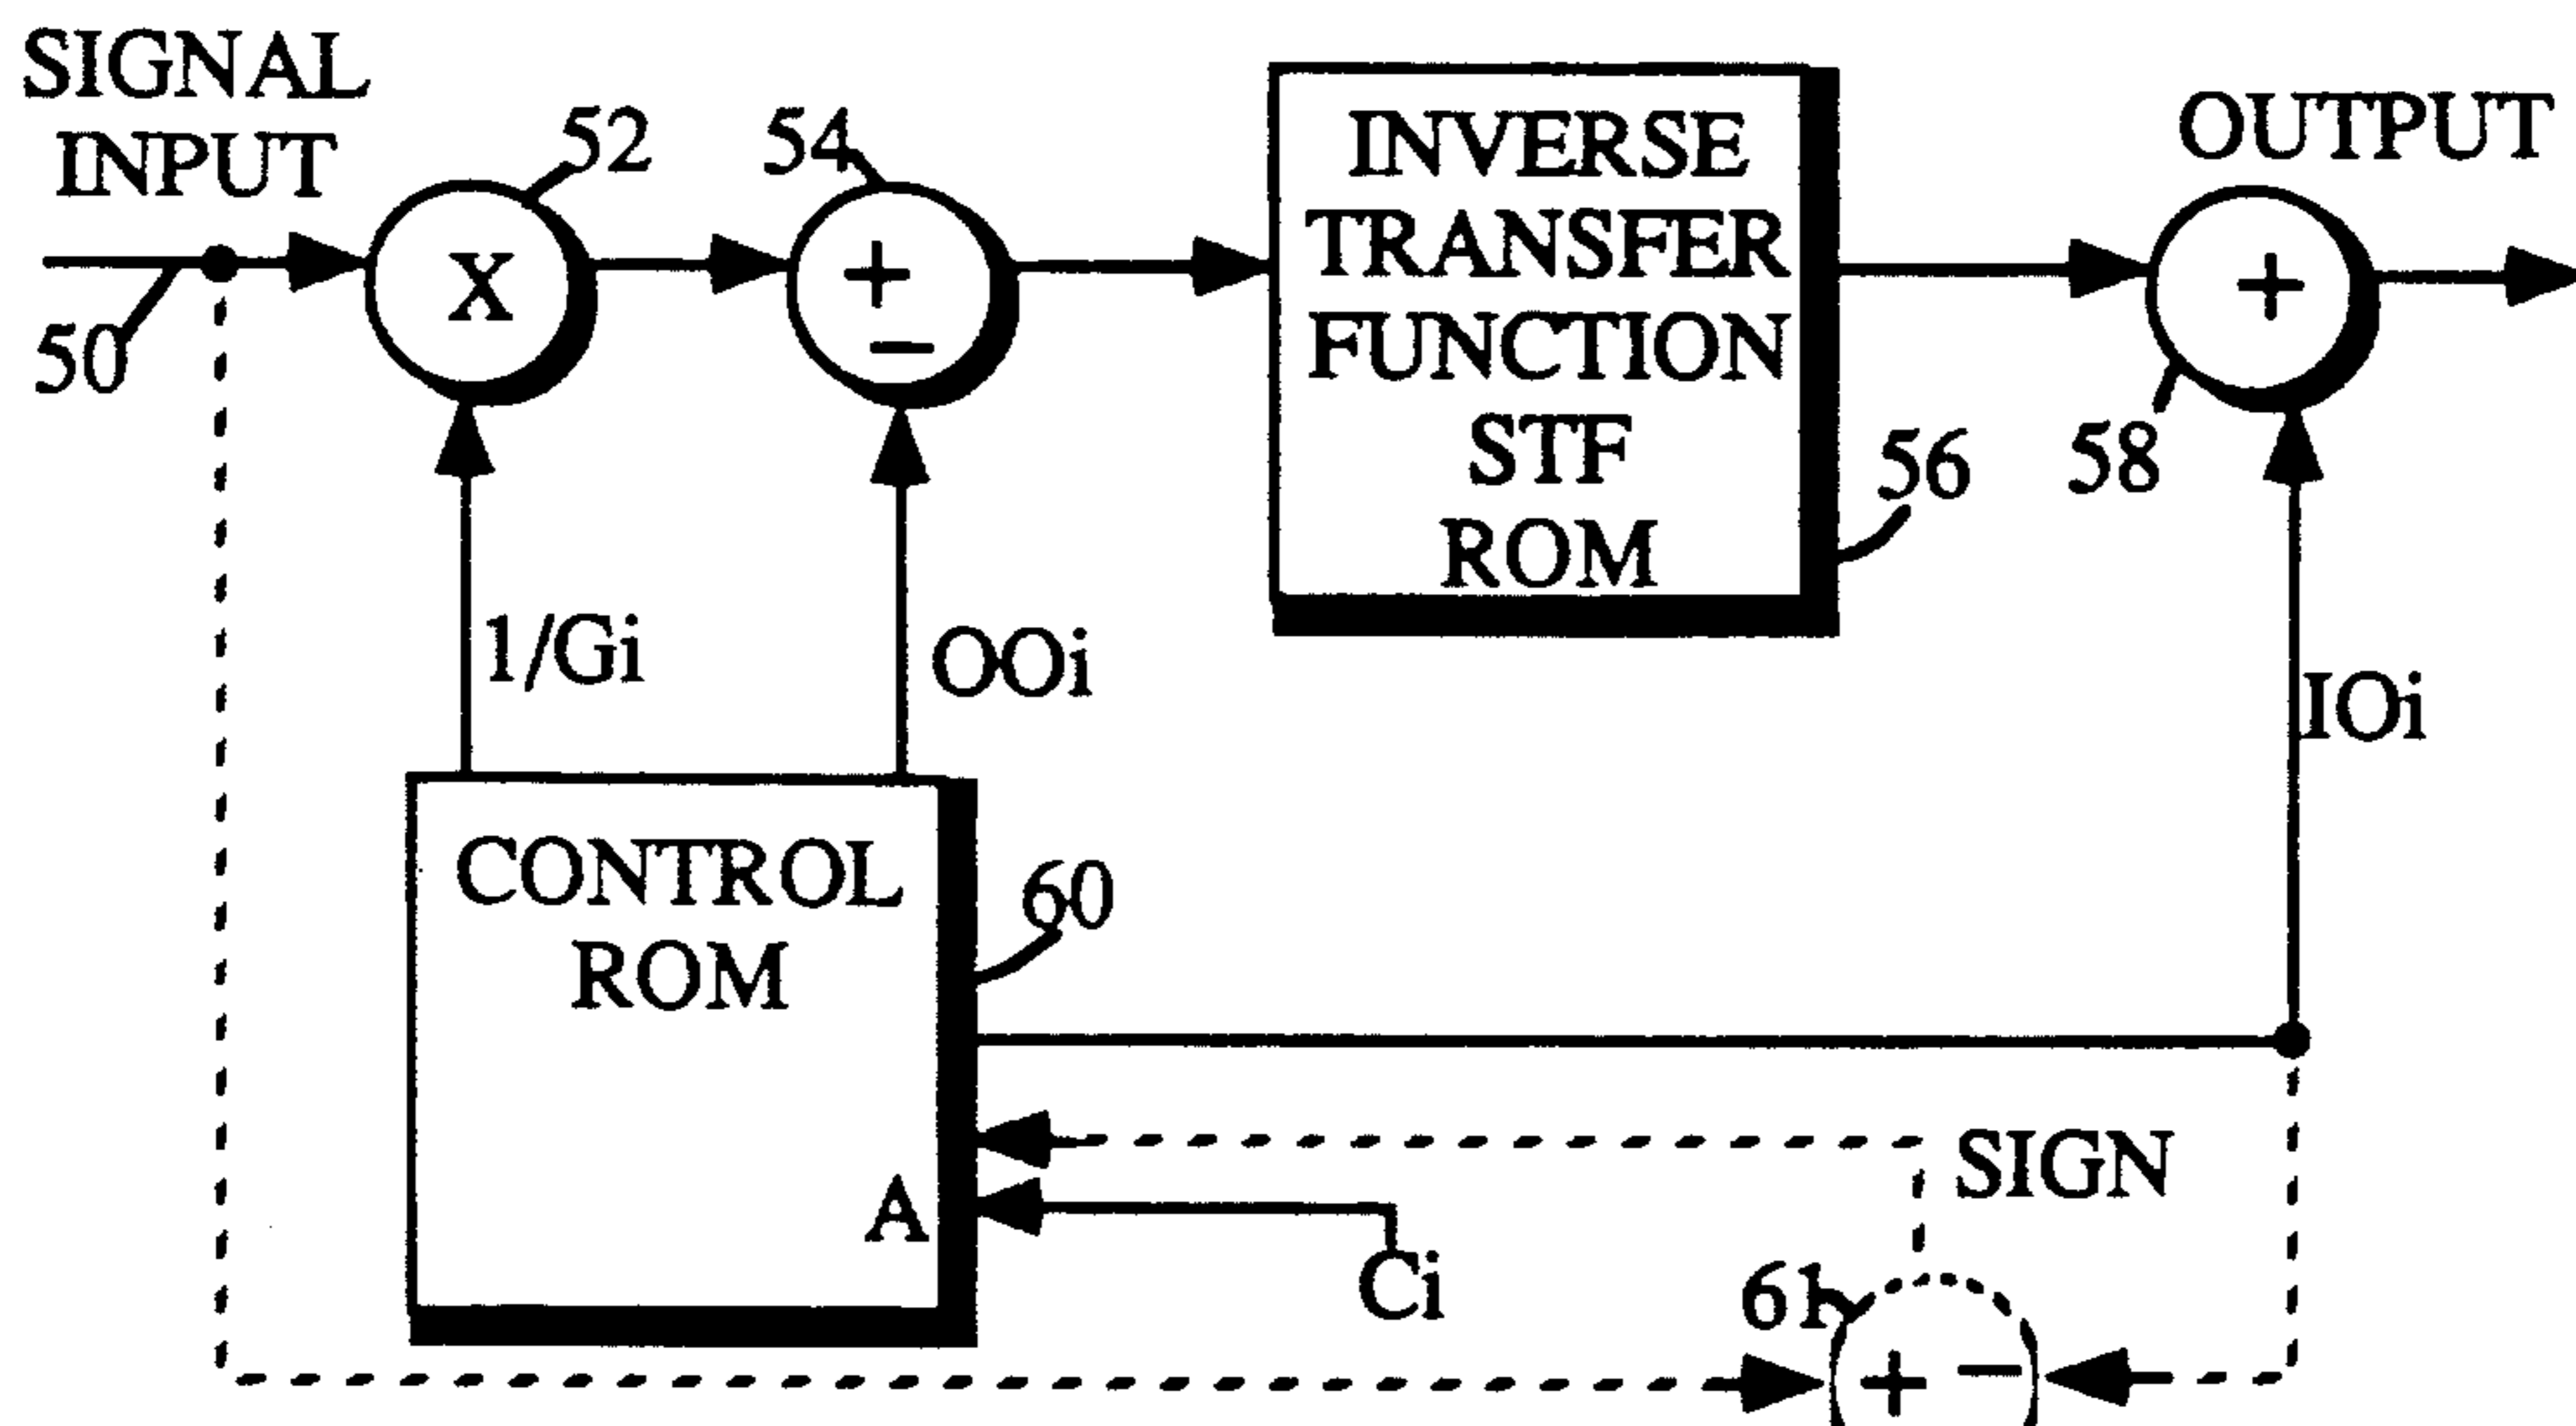 SIGNAL
INPUT
50
52
X
54
+
−
INVERSE
TRANSFER
FUNCTION
STF
ROM
56
OUTPUT
+
58
1/Gi
OOi
IOi
CONTROL
ROM
60
A
Ci
SIGN
61
+ −